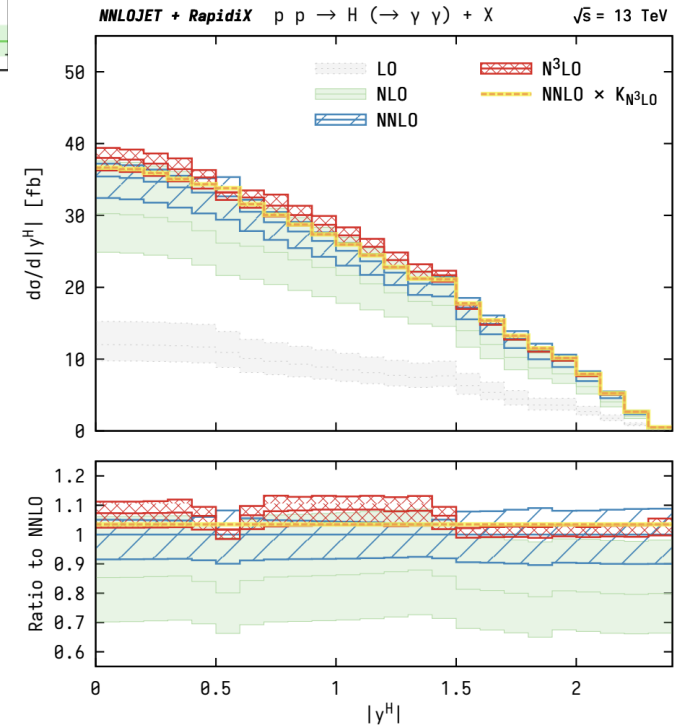 NNLOJET + RapidiX p p → H (→ γ γ) + X √s = 13 TeV
50
LO N³LO
NLO NNLO × K_N³LO
NNLO
40
30
20
10
0
dσ/d|yᴴ| [fb]
1.2
1.1
1
0.9
0.8
0.7
0.6
Ratio to NNLO
0 0.5 1 1.5 2
|yᴴ|